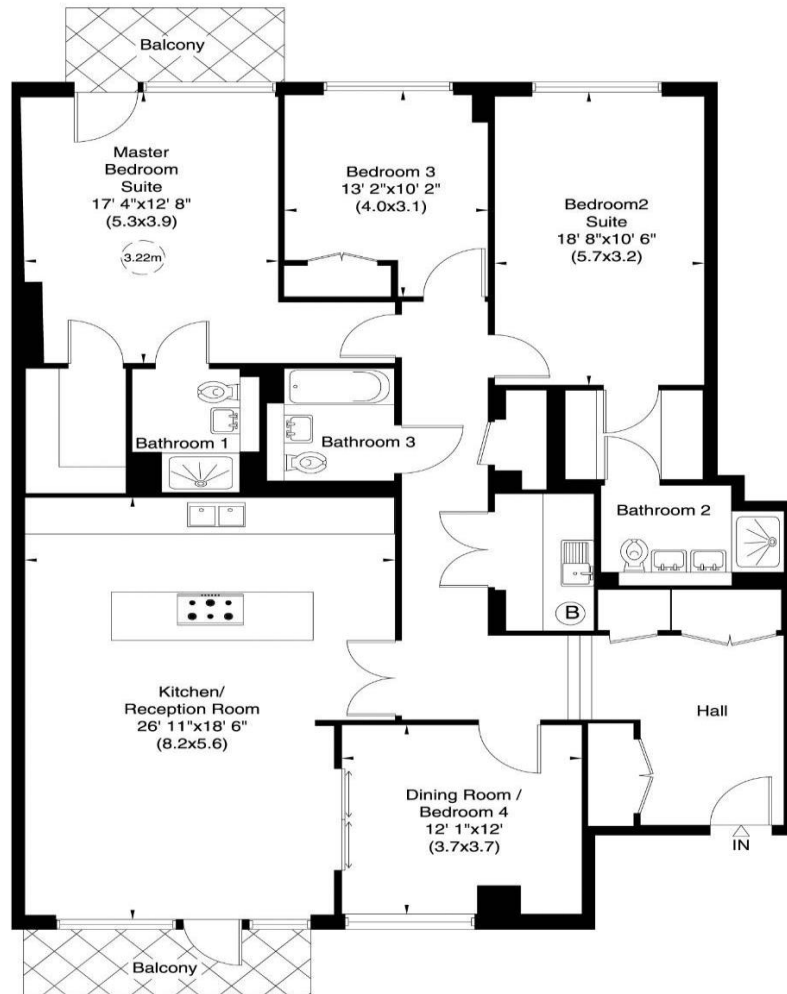 Balcony
Master
Bedroom
Suite
17' 4"x12' 8"
(5.3x3.9)
3.22m
Bedroom 3
13' 2"x10' 2"
(4.0x3.1)
Bedroom2
Suite
18' 8"x10' 6"
(5.7x3.2)
Bathroom 1
Bathroom 3
Bathroom 2
B
Kitchen/
Reception Room
26' 11"x18' 6"
(8.2x5.6)
Hall
Dining Room /
Bedroom 4
12' 1"x12'
(3.7x3.7)
IN
Balcony